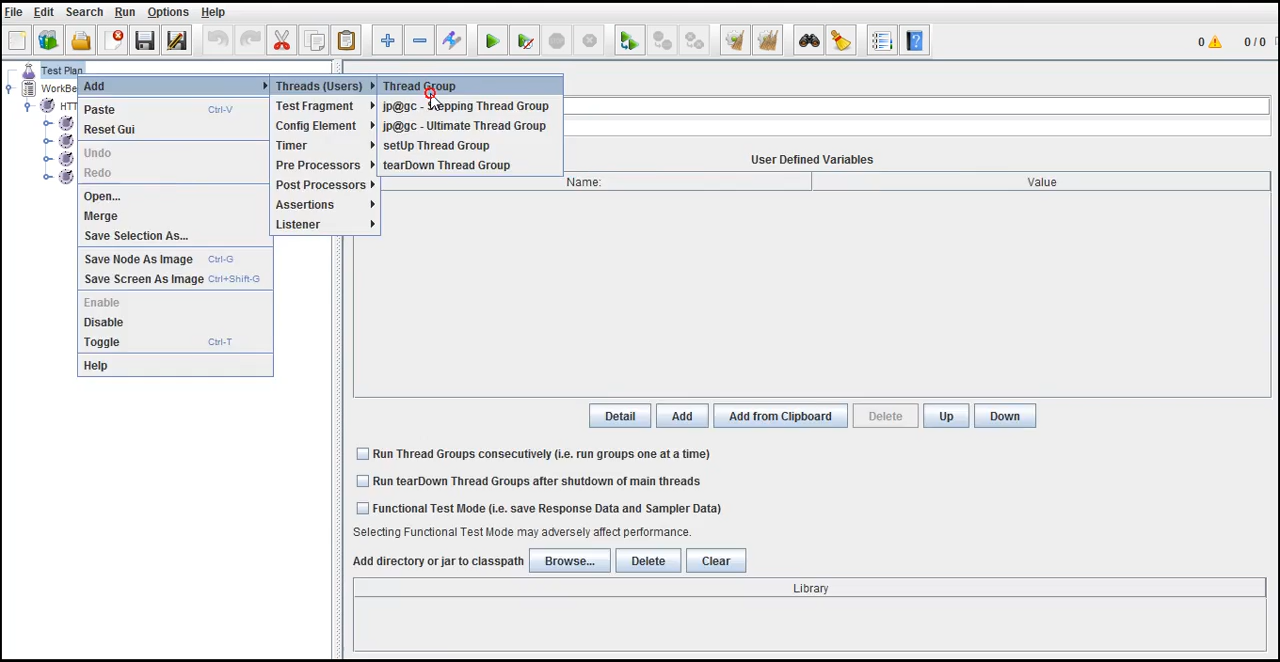 File Edit Search Run Options Help
0 0 / 0
Test Plan
WorkBe
HTT
Add
Paste Ctrl-V
Reset Gui
Undo
Redo
Open...
Merge
Save Selection As...
Save Node As Image Ctrl-G
Save Screen As Image Ctrl+Shift-G
Enable
Disable
Toggle Ctrl-T
Help
Threads (Users)
Test Fragment
Config Element
Timer
Pre Processors
Post Processors
Assertions
Listener
Thread Group
jp@gc - Stepping Thread Group
jp@gc - Ultimate Thread Group
setUp Thread Group
tearDown Thread Group
User Defined Variables
Name: Value
Detail Add Add from Clipboard Delete Up Down
Run Thread Groups consecutively (i.e. run groups one at a time)
Run tearDown Thread Groups after shutdown of main threads
Functional Test Mode (i.e. save Response Data and Sampler Data)
Selecting Functional Test Mode may adversely affect performance.
Add directory or jar to classpath Browse... Delete Clear
Library